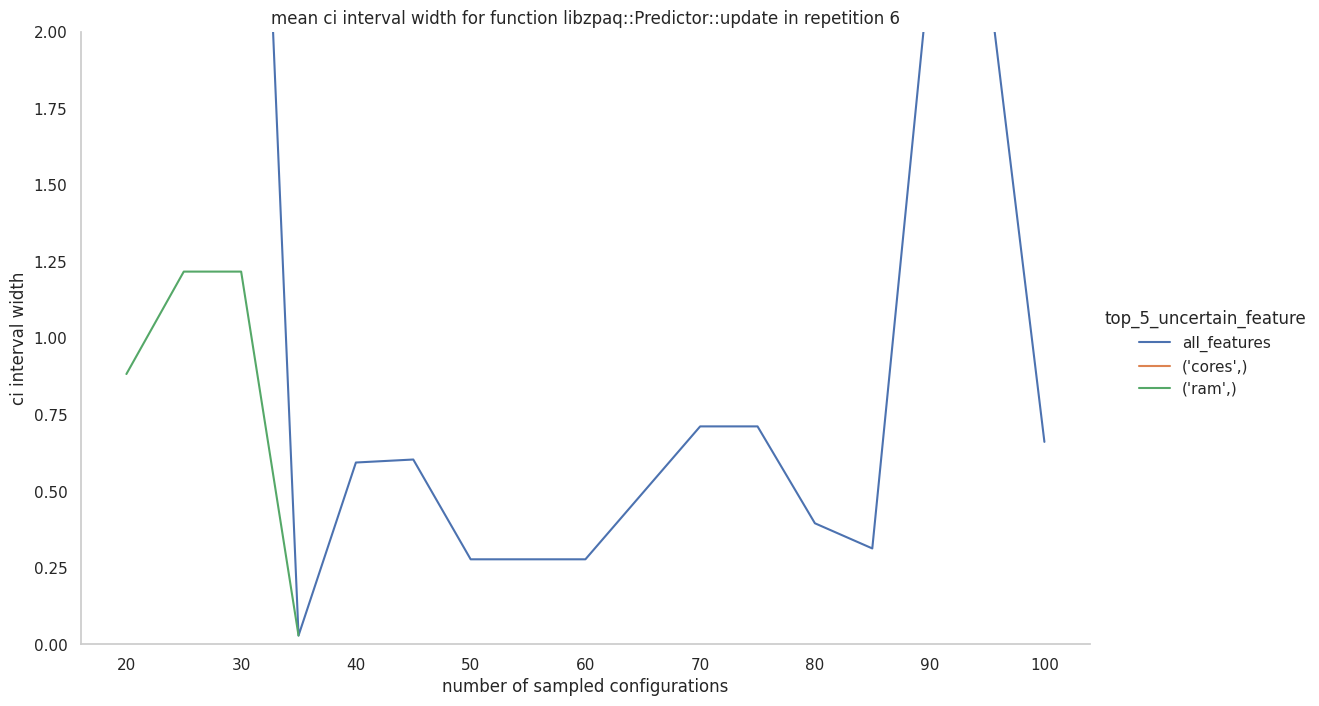 mean ci interval width for function libzpaq::Predictor::update in repetition 6
2.00
1.75
1.50
1.25
1.00
0.75
0.50
0.25
0.00
ci interval width
20 30 40 50 60 70 80 90 100
number of sampled configurations
top_5_uncertain_feature
all_features
('cores',)
('ram',)